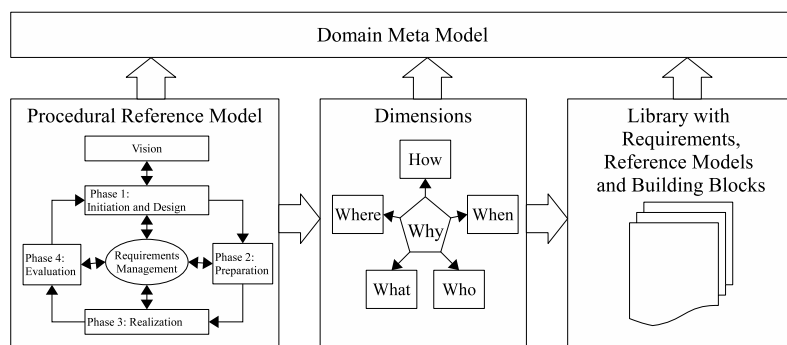 Domain Meta Model
Procedural Reference Model
Vision
Phase 1:
Initiation and Design
Phase 4:
Evaluation
Requirements
Management
Phase 2:
Preparation
Phase 3: Realization
Dimensions
How
Where
When
Why
What
Who
Library with
Requirements,
Reference Models
and Building Blocks